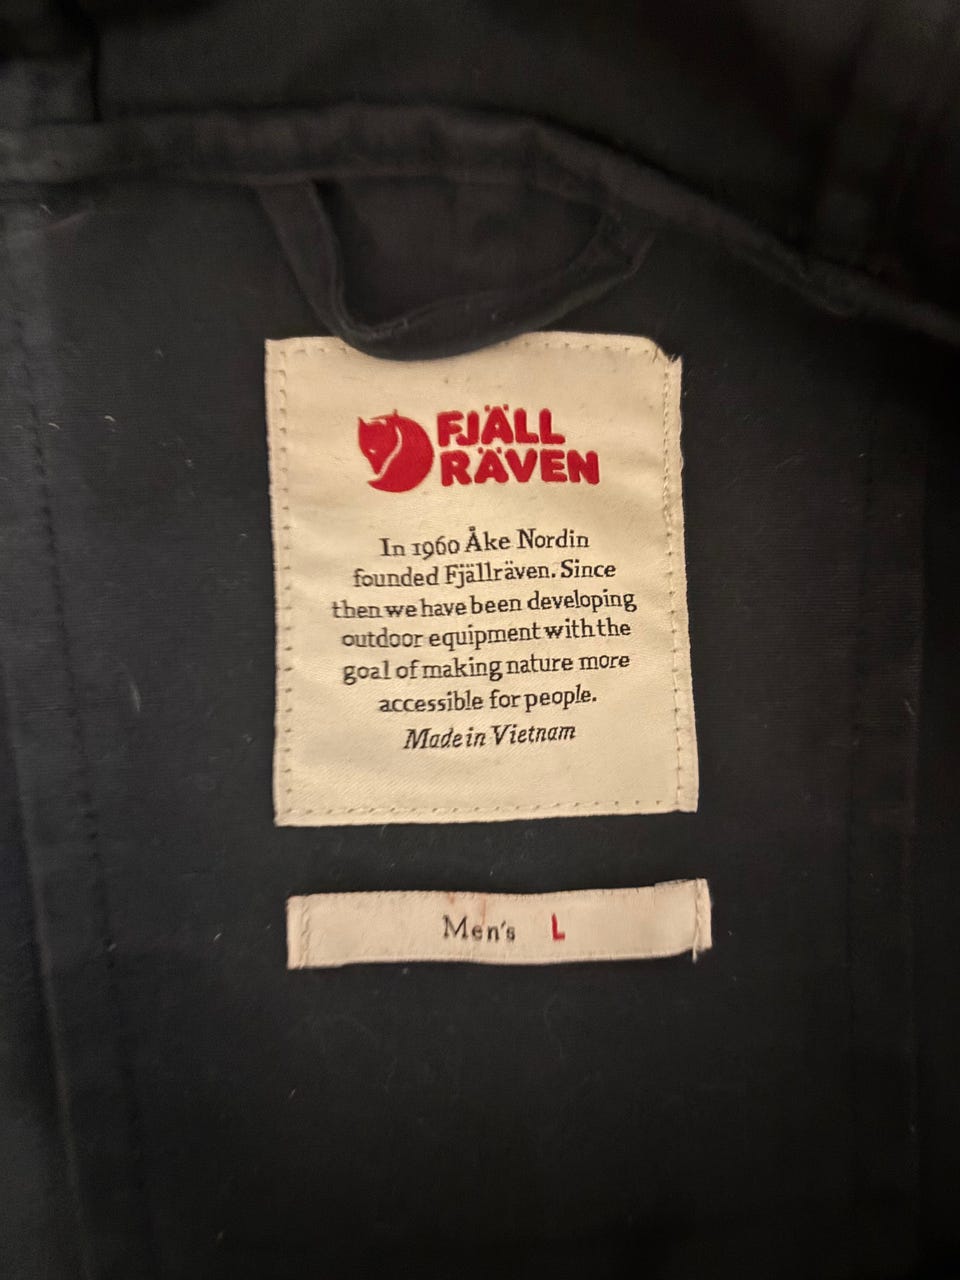 FJÄLL
RÄVEN
In 1960 Åke Nordin
founded Fjällräven. Since
then we have been developing
outdoor equipment with the
goal of making nature more
accessible for people.
Made in Vietnam
Men's L